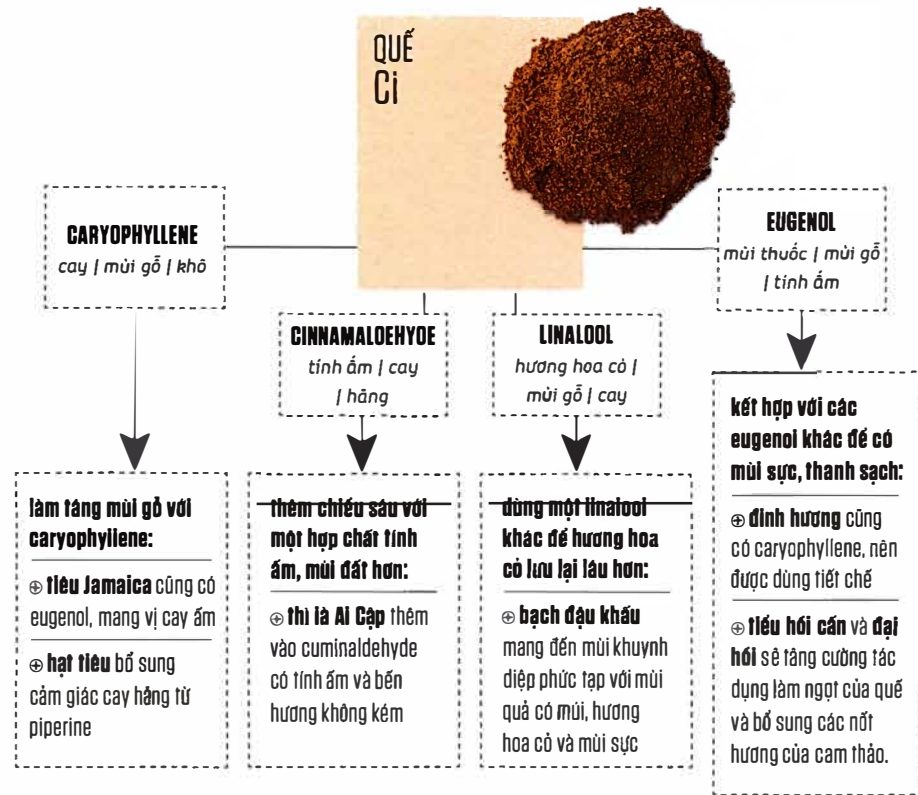 QUẾ
Ci
CARYOPHYLLENE
cay | mùi gỗ | khô
EUGENOL
mùi thuốc | mùi gỗ
| tính ấm
CINNAMALDEHYDE
tính ấm | cay
| hăng
LINALOOL
hương hoa cỏ |
mùi gỗ | cay
làm tăng mùi gỗ với
caryophyllene:
⊕ tiêu Jamaica cũng có
eugenol, mang vị cay ấm
⊕ hạt tiêu bổ sung
cảm giác cay hăng từ
piperine
thêm chiều sâu với
một hợp chất tính
ấm, mùi đất hơn:
⊕ thì là Ai Cập thêm
vào cuminaldehyde
có tính ấm và bền
hương không kém
dùng một linalool
khác để hương hoa
cỏ lưu lại lâu hơn:
⊕ bạch đậu khấu
mang đến mùi khuynh
diệp phức tạp với mùi
quả có múi, hương
hoa cỏ và mùi sực
kết hợp với các
eugenol khác để có
mùi sực, thanh sạch:
⊕ đinh hương cũng
có caryophyllene, nên
được dùng tiết chế
⊕ tiểu hồi cần và đại
hồi sẽ tăng cường tác
dụng làm ngọt của quế
và bổ sung các nốt
hương của cam thảo.